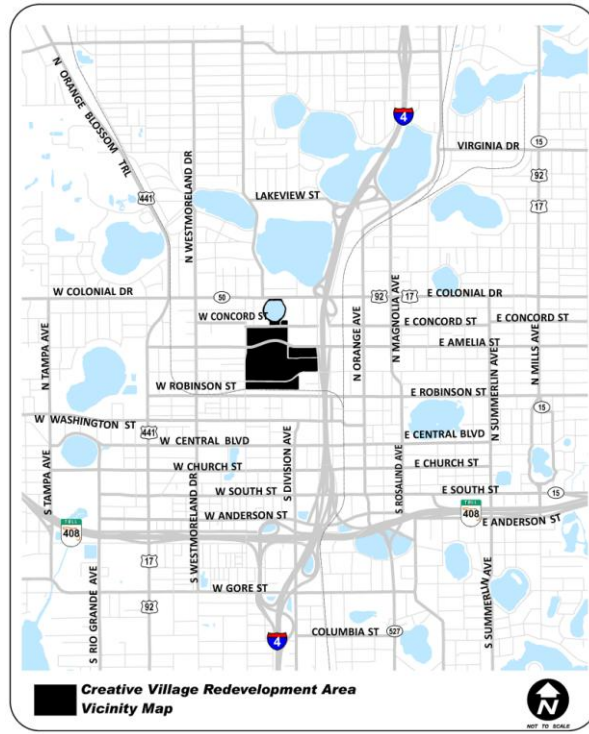 N ORANGE BLOSSOM TRL
4
VIRGINIA DR
15
92
17
441
N WESTMORELAND DR
LAKEVIEW ST
W COLONIAL DR
50
92
17
E COLONIAL DR
W CONCORD ST
E CONCORD ST
E CONCORD ST
E AMELIA ST
N TAMPA AVE
N ORANGE AVE
N MAGNOLIA AVE
N SUMMERLIN AVE
N MILLS AVE
W ROBINSON ST
E ROBINSON ST
15
W WASHINGTON ST
441
W CENTRAL BLVD
E CENTRAL BLVD
W CHURCH ST
E CHURCH ST
S DIVISION AVE
S ROSALIND AVE
S TAMPA AVE
S WESTMORELAND DR
W SOUTH ST
E SOUTH ST
15
W ANDERSON ST
E ANDERSON ST
TOLL
408
TOLL
408
17
92
S RIO GRANDE AVE
W GORE ST
S SUMMERLIN AVE
COLUMBIA ST
527
4
Creative Village Redevelopment Area
Vicinity Map
N
NOT TO SCALE